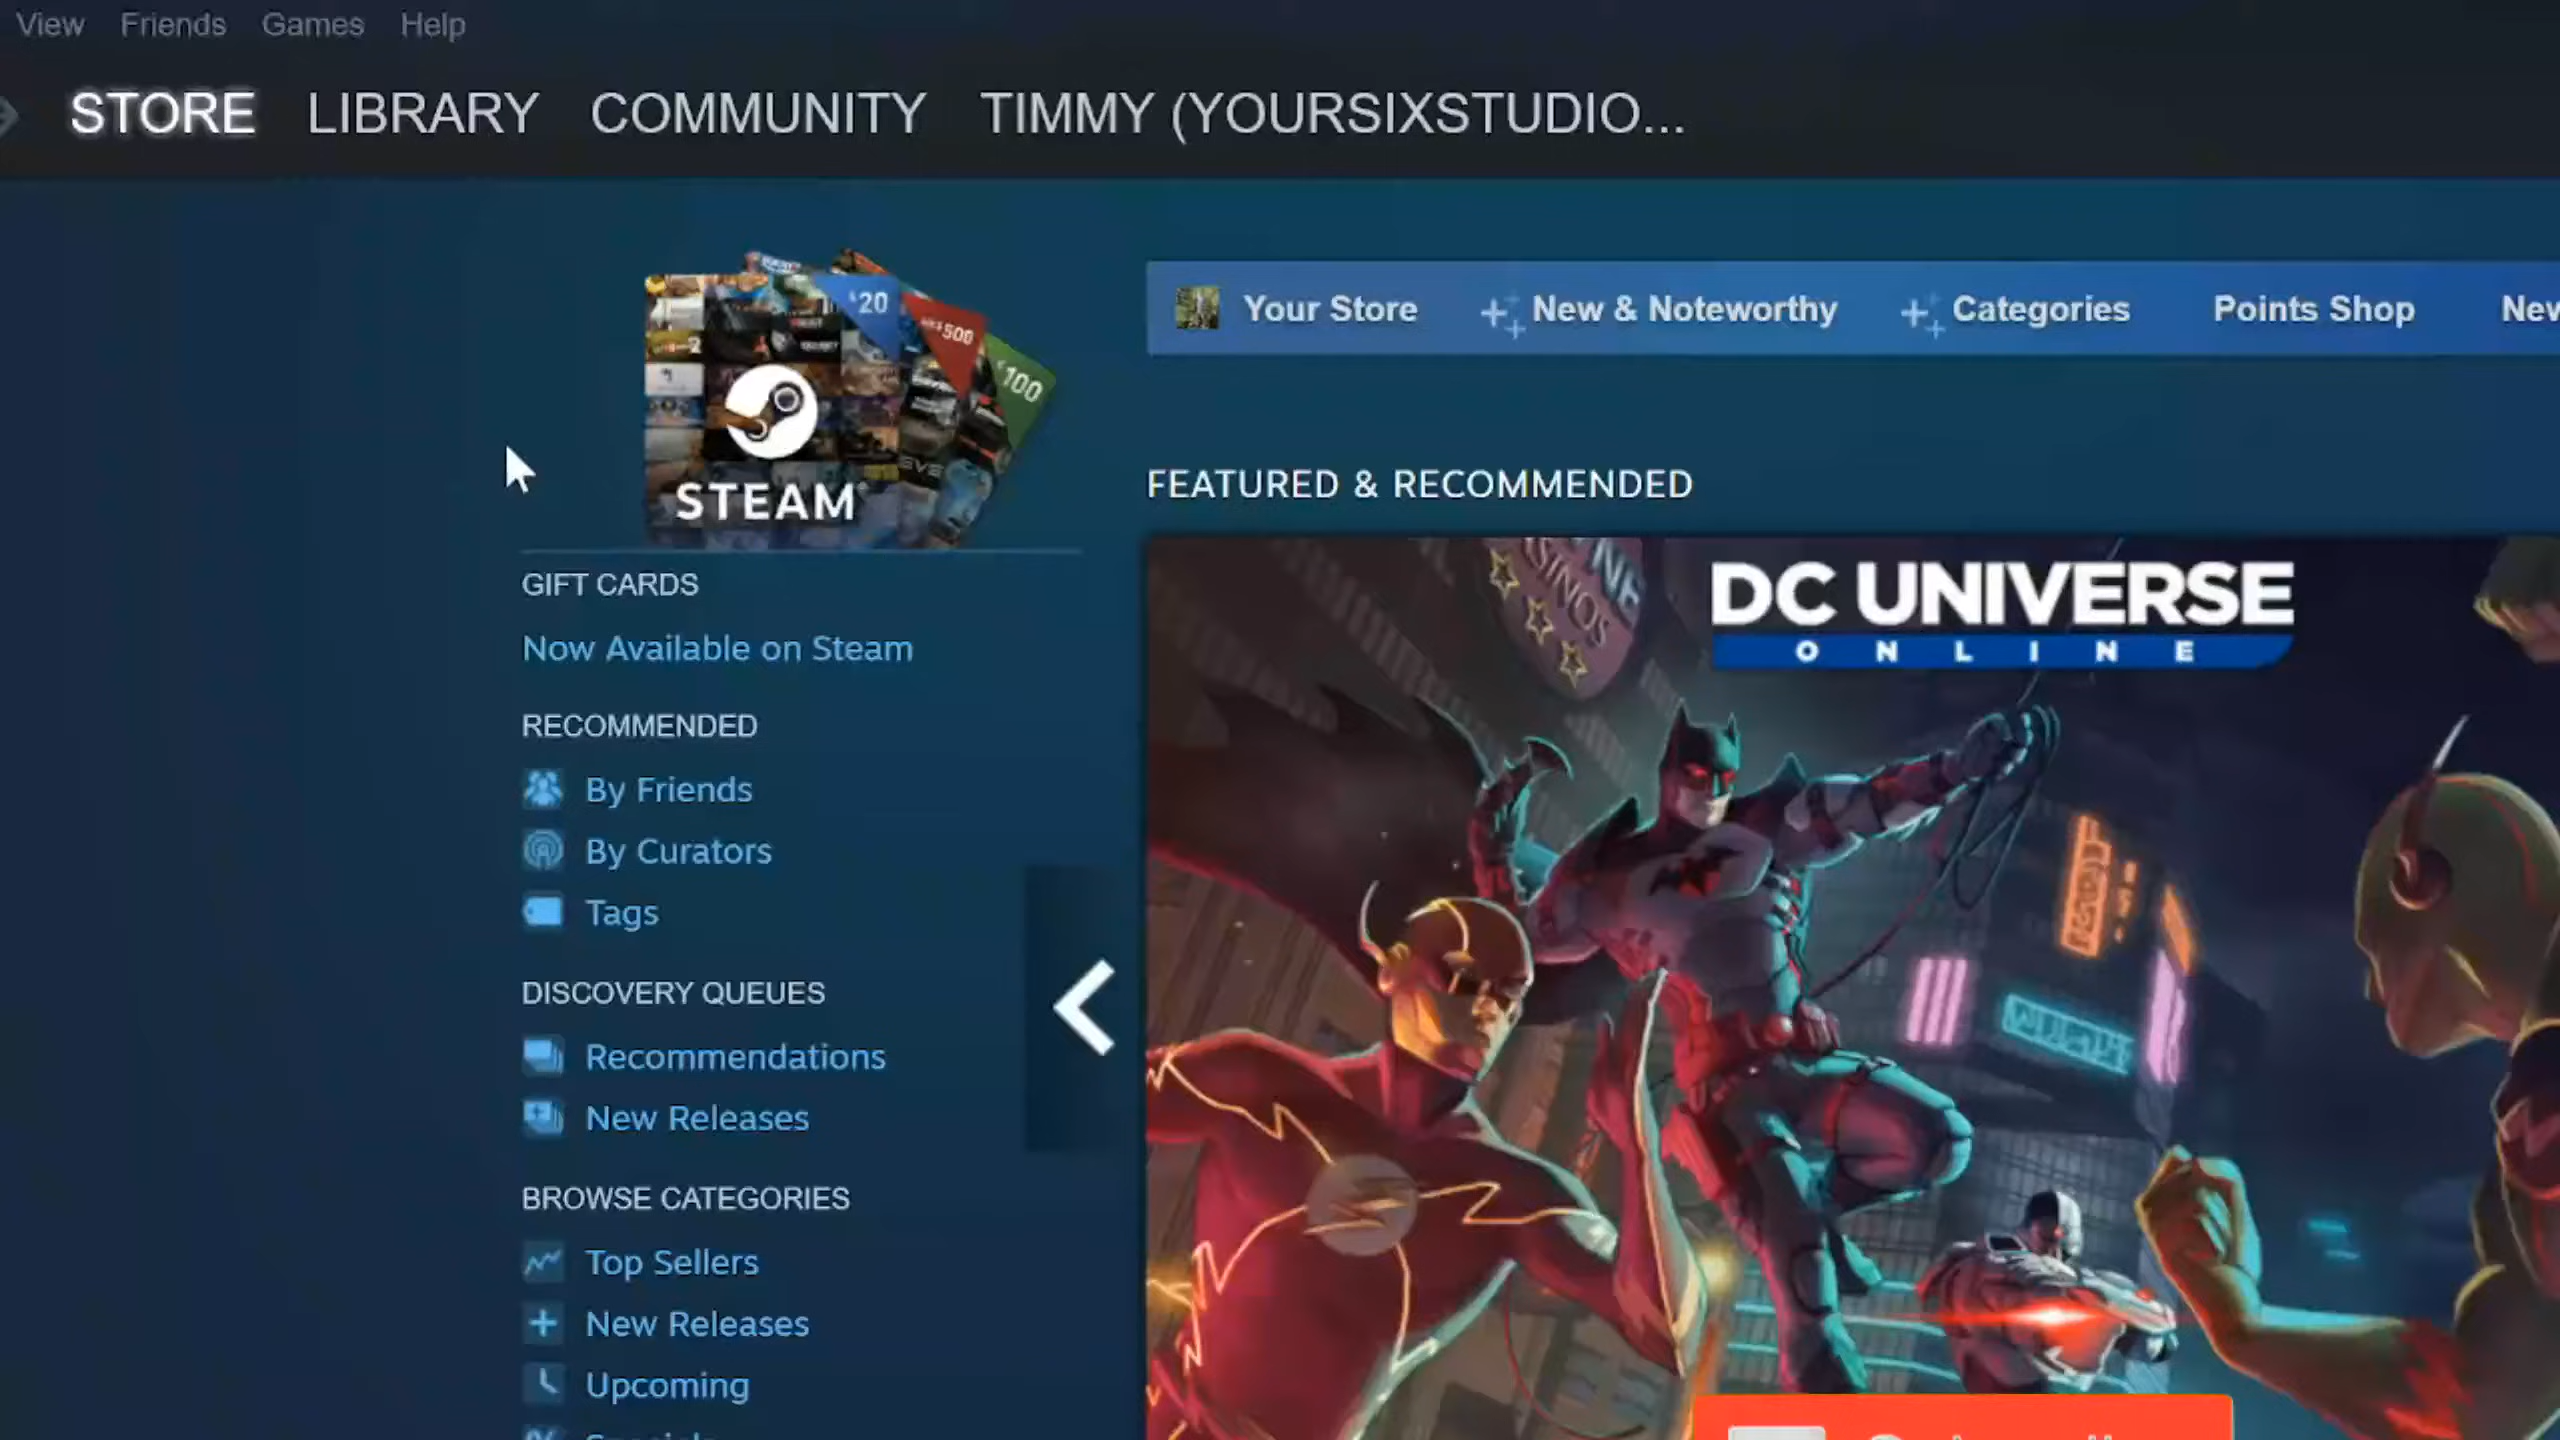 View Friends Games Help
STORE LIBRARY COMMUNITY TIMMY (YOURSIXSTUDIO...
$20
500
€100
STEAM
Your Store New & Noteworthy Categories Points Shop New
GIFT CARDS
Now Available on Steam
RECOMMENDED
By Friends
By Curators
Tags
DISCOVERY QUEUES
Recommendations
New Releases
BROWSE CATEGORIES
Top Sellers
New Releases
Upcoming
FEATURED & RECOMMENDED
DC UNIVERSE
ONLINE